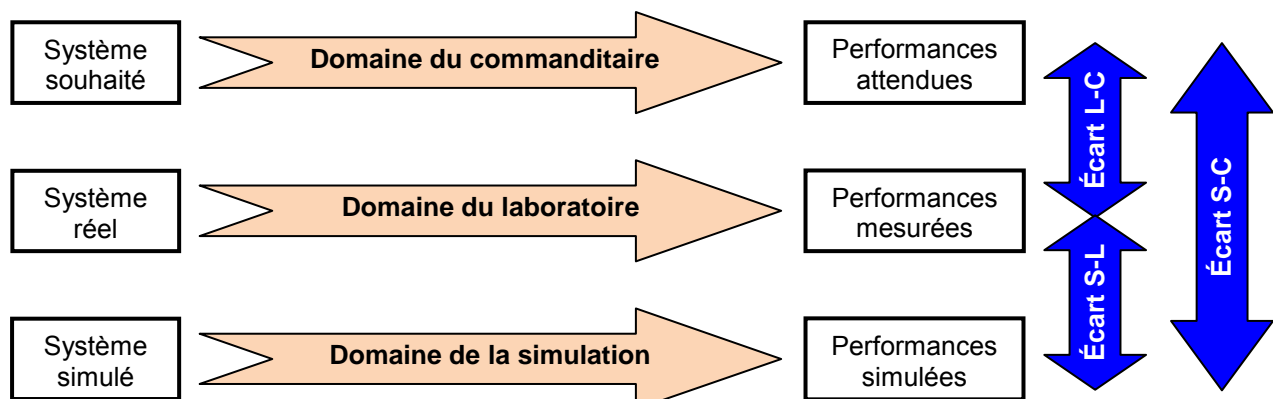 Système
souhaité
Domaine du commanditaire
Performances
attendues
Écart L-C
Système
réel
Domaine du laboratoire
Performances
mesurées
Écart S-C
Système
simulé
Domaine de la simulation
Performances
simulées
Écart S-L